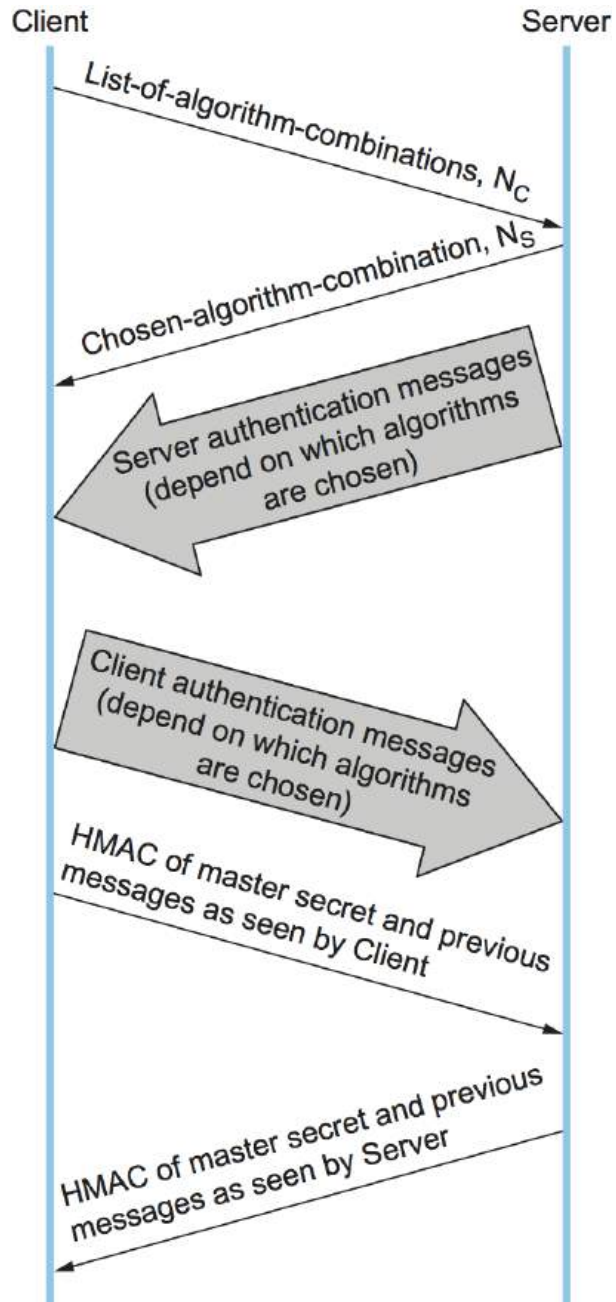 Client
Server
List-of-algorithm-combinations, N_C
Chosen-algorithm-combination, N_S
Server authentication messages
(depend on which algorithms
are chosen)
Client authentication messages
(depend on which algorithms
are chosen)
HMAC of master secret and previous
messages as seen by Client
HMAC of master secret and previous
messages as seen by Server